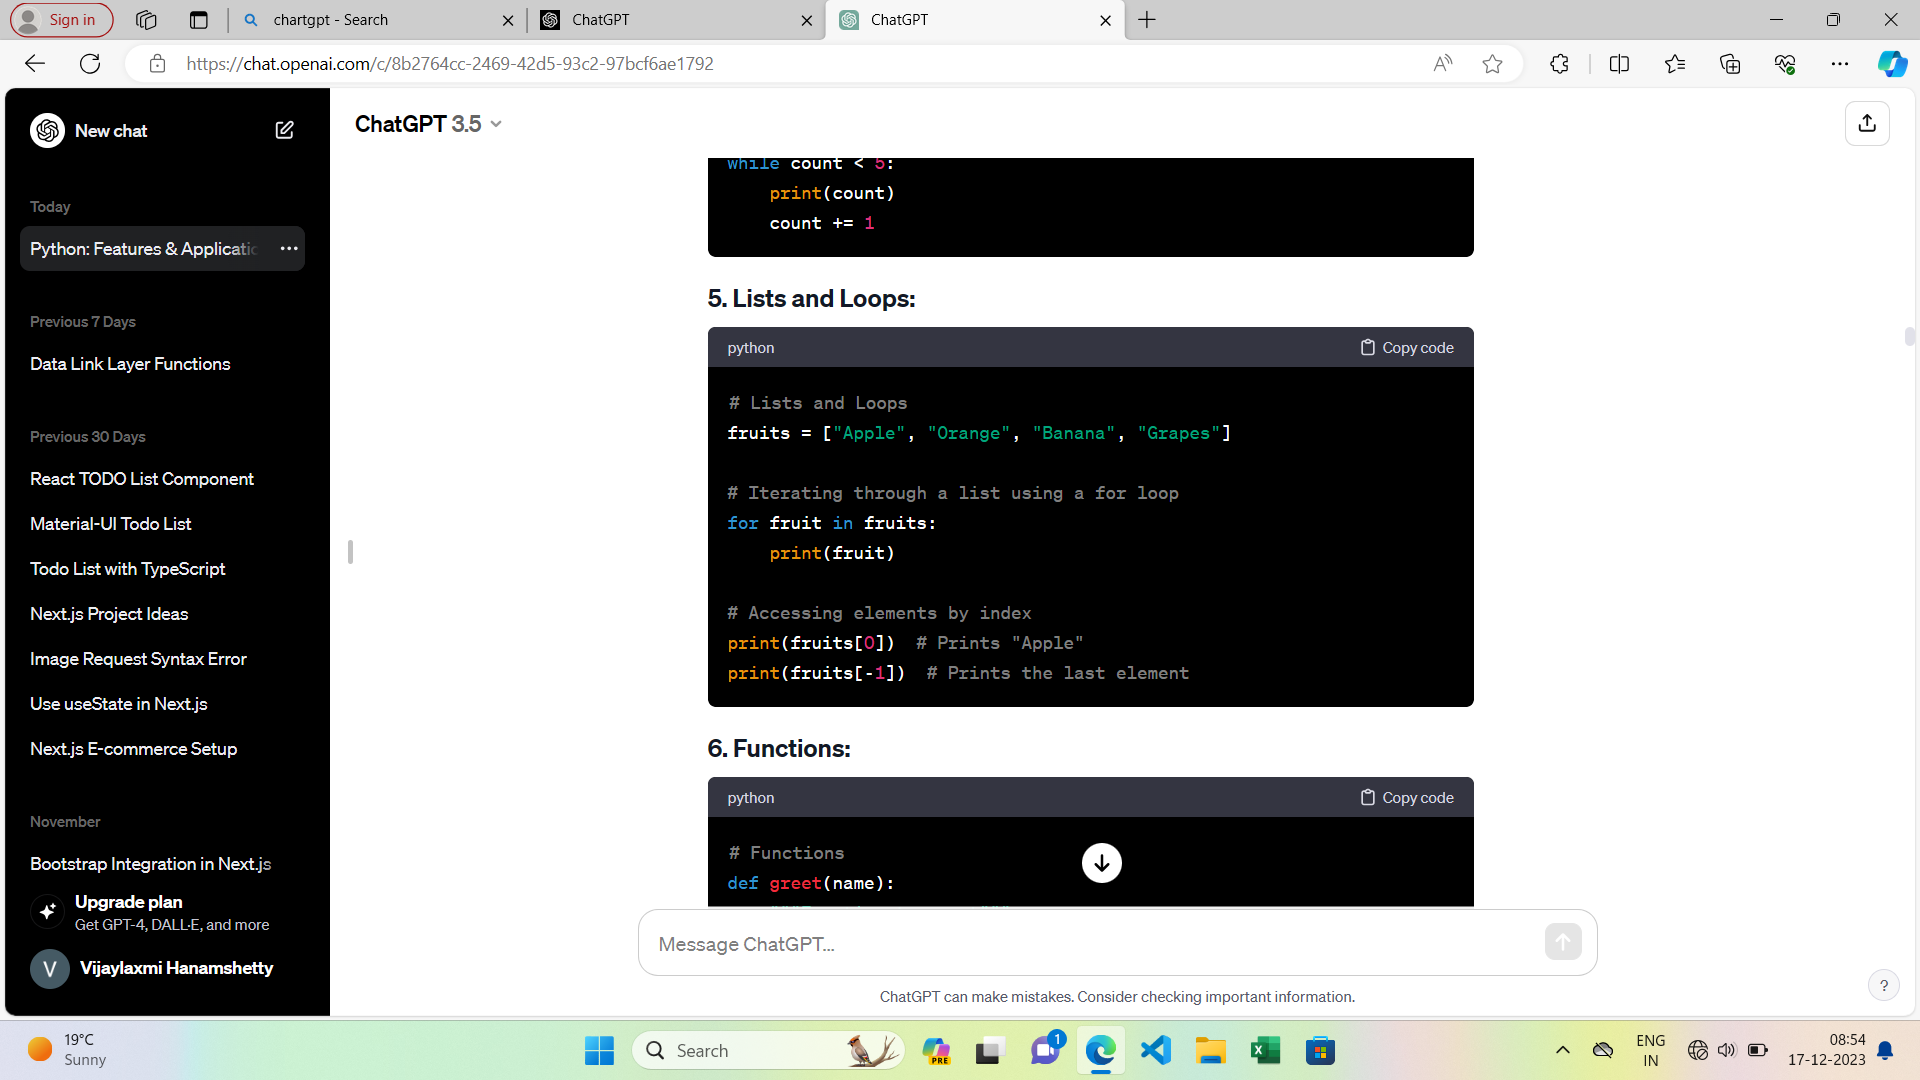 Sign in
chartgpt - Search
ChatGPT
ChatGPT
https://chat.openai.com/c/8b2764cc-2469-42d5-93c2-97bcf6ae1792
New chat
Today
Python: Features & Applicatio
Previous 7 Days
Data Link Layer Functions
Previous 30 Days
React TODO List Component
Material-UI Todo List
Todo List with TypeScript
Next.js Project Ideas
Image Request Syntax Error
Use useState in Next.js
Next.js E-commerce Setup
November
Bootstrap Integration in Next.js
Upgrade plan
Get GPT-4, DALL·E, and more
V
Vijaylaxmi Hanamshetty
ChatGPT 3.5
while count < 5:
    print(count)
    count += 1
5. Lists and Loops:
python
Copy code
# Lists and Loops
fruits = ["Apple", "Orange", "Banana", "Grapes"]
# Iterating through a list using a for loop
for fruit in fruits:
    print(fruit)
# Accessing elements by index
print(fruits[0])  # Prints "Apple"
print(fruits[-1])  # Prints the last element
6. Functions:
python
Copy code
# Functions
def greet(name):
Message ChatGPT...
ChatGPT can make mistakes. Consider checking important information.
?
19°C
Sunny
Search
PRE
1
ENG
IN
08:54
17-12-2023